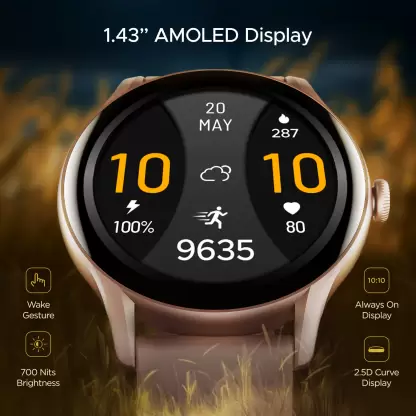 1.43” AMOLED Display
20
MAY
287
10
10
100%
80
9635
Wake
Gesture
10:10
Always On
Display
700 Nits
Brightness
2.5D Curve
Display